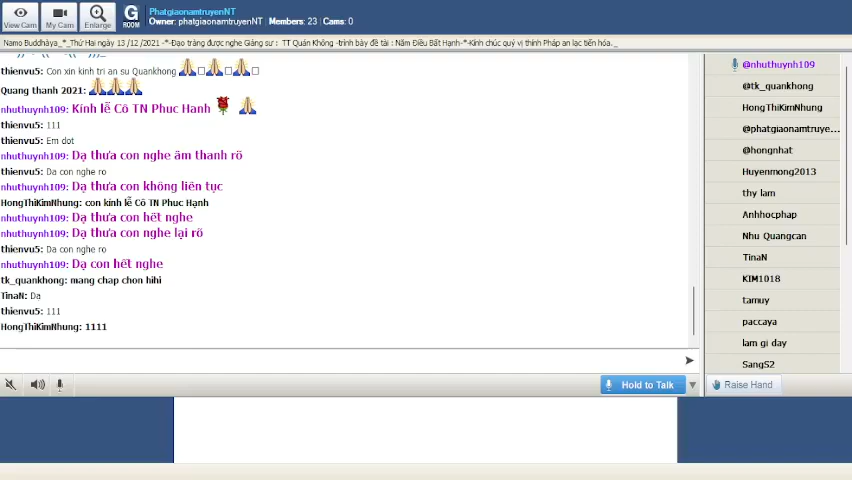 View Cam
My Cam
Enlarge
G
ROOM
PhatgiaonamtruyenNT
Owner: phatgiaonamtruyenNT Members: 23 | Cams: 0
Namo Buddhàya _*_Thứ Hai ngày 13 /12 /2021 -*-Đạo tràng được nghe Giảng sư : TT Quán Không -trình bày đề tài : Năm Điều Bất Hạnh-*-Kính chúc quý vị thính Pháp an lạc tiến hóa._
thienvu5: Con xin kinh tri an su Quankhong
Quang thanh 2021:
nhuthuynh109: Kính lễ Cô TN Phuc Hanh
thienvu5: 111
thienvu5: Em dot
nhuthuynh109: Dạ thưa con nghe âm thanh rõ
thienvu5: Da con nghe ro
nhuthuynh109: Dạ thưa con không liên tục
HongThiKimNhung: con kính lễ Cô TN Phuc Hạnh
nhuthuynh109: Dạ thưa con hết nghe
nhuthuynh109: Dạ thưa con nghe lại rõ
thienvu5: Da con nghe ro
nhuthuynh109: Dạ con hết nghe
tk_quankhong: mang chap chon hihi
TinaN: Dạ
thienvu5: 111
HongThiKimNhung: 1111
Hold to Talk
@nhuthuynh109
@tk_quankhong
HongThiKimNhung
@phatgiaonamtruye...
@hongnhat
Huyenmong2013
thy lam
Anhhocphap
Nhu Quangcan
TinaN
KIM1018
tamuy
paccaya
lam gi day
SangS2
Raise Hand